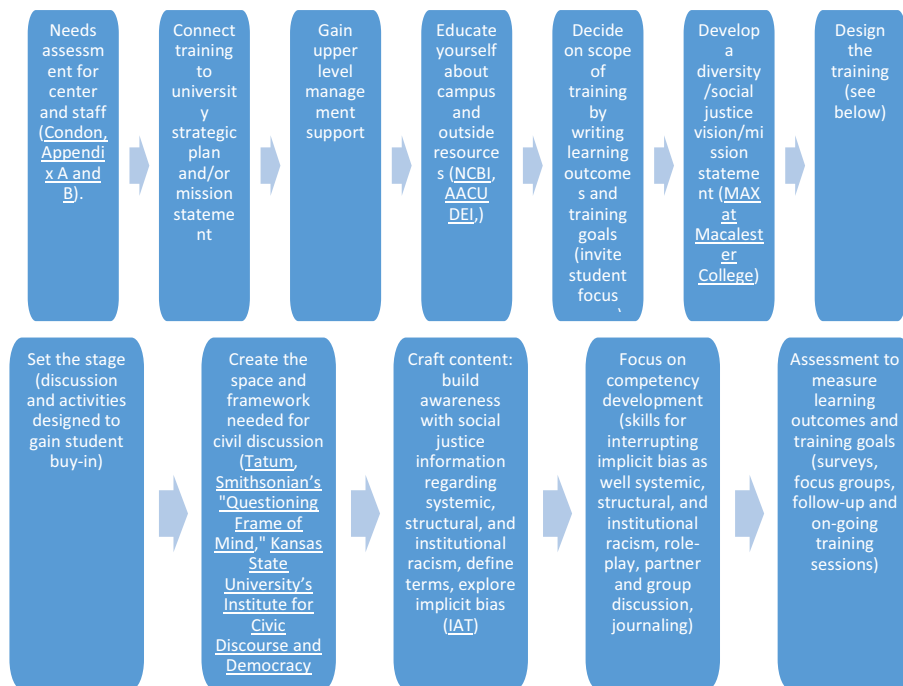 Needs
assessm
ent for
center
and staff
(Condon,
Appendi
x A and
B).
Connect
training
to
universit
y
strategic
plan
and/or
mission
stateme
nt
Gain
upper
level
manage
ment
support
Educate
yourself
about
campus
and
outside
resource
s (NCBI,
AACU
DEI,)
Decide
on scope
of
training
by
writing
learning
outcome
s and
training
goals
(invite
student
focus
Develop
a
diversity
/social
justice
vision/mi
ssion
statemen
t (MAX
at
Macalest
er
College)
Design
the
training
(see
below)
Set the stage
(discussion
and activities
designed to
gain student
buy-in)
Create the
space and
framework
needed for
civil discussion
(Tatum,
Smithsonian’s
"Questioning
Frame of
Mind," Kansas
State
University’s
Institute for
Civic
Discourse and
Democracy
Craft content:
build
awareness
with social
justice
information
regarding
systemic,
structural, and
institutional
racism, define
terms, explore
implicit bias
(IAT)
Focus on
competency
development
(skills for
interrupting
implicit bias as
well systemic,
structural, and
institutional
racism, role-
play, partner
and group
discussion,
journaling)
Assessment to
measure
learning
outcomes and
training goals
(surveys,
focus groups,
follow-up and
on-going
training
sessions)